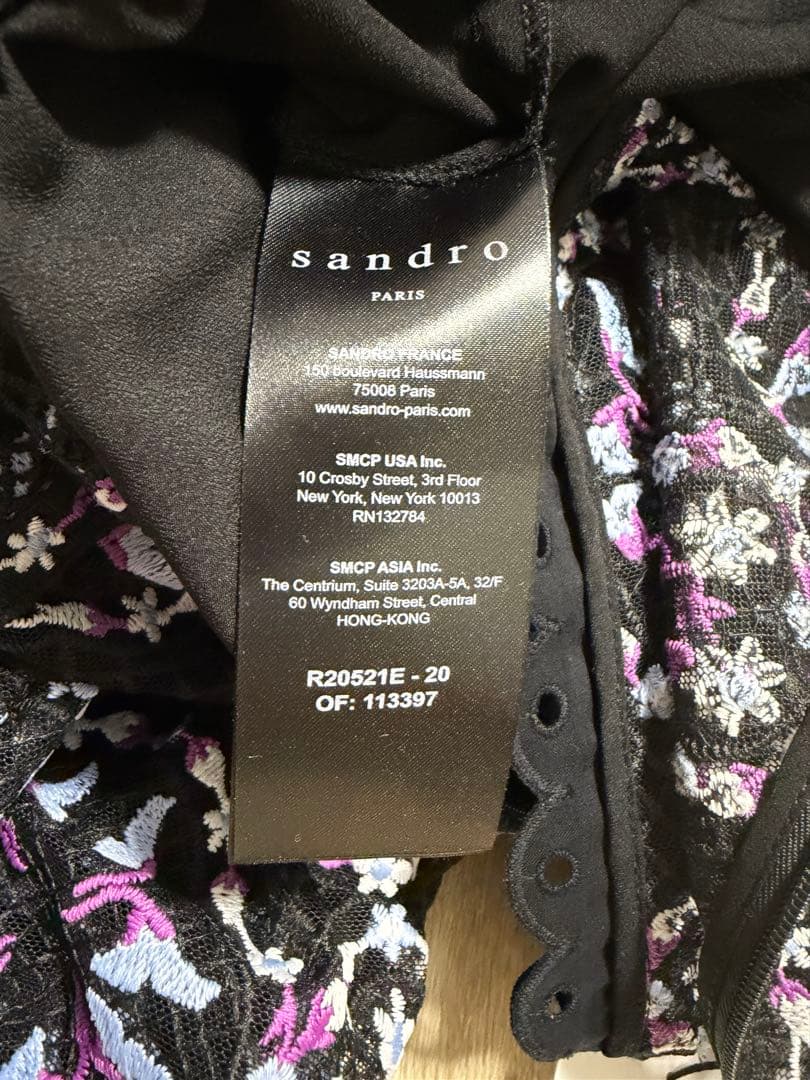 sandro
PARIS
SANDRO FRANCE
150 boulevard Haussmann
75008 Paris
www.sandro-paris.com
SMCP USA Inc.
10 Crosby Street, 3rd Floor
New York, New York 10013
RN132784
SMCP ASIA Inc.
The Centrium, Suite 3203A-5A, 32/F
60 Wyndham Street, Central
HONG-KONG
R20521E - 20
OF: 113397